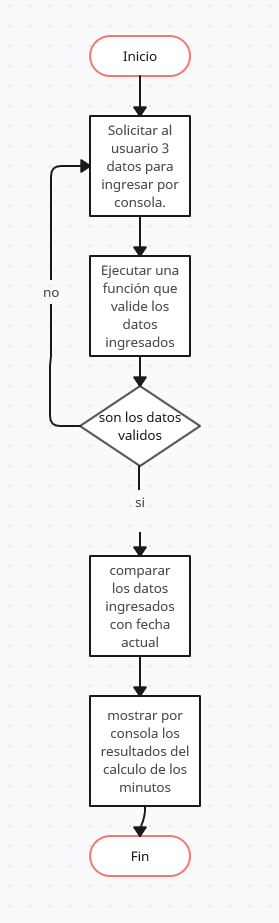 Inicio
Solicitar al
usuario 3
datos para
ingresar por
consola.
Ejecutar una
función que
valide los
datos
ingresados
no
son los datos
validos
si
comparar
los datos
ingresados
con fecha
actual
mostrar por
consola los
resultados del
calculo de los
minutos
Fin